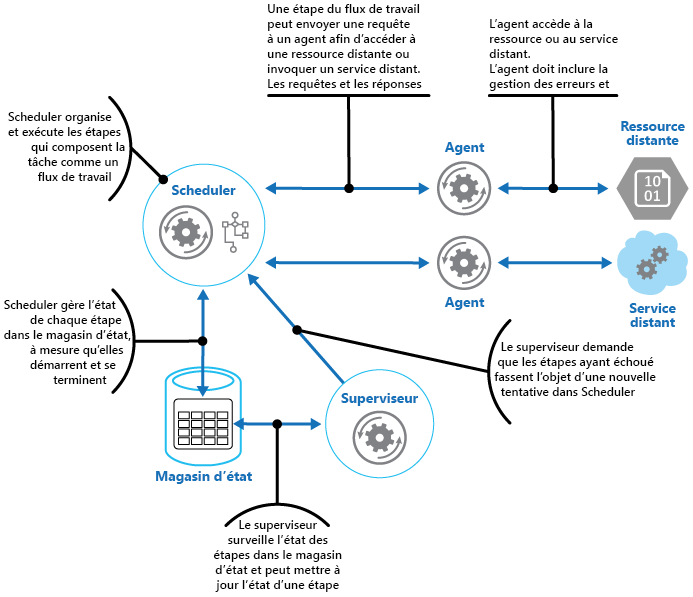 Une étape du flux de travail
peut envoyer une requête
à un agent afin d'accéder à
une ressource distante ou
invoquer un service distant.
Les requêtes et les réponses
L'agent accède à la
ressource ou au service
distant.
L'agent doit inclure la
gestion des erreurs et
Scheduler organise
et exécute les étapes
qui composent la
tâche comme un
flux de travail
Scheduler
Agent
Ressource
distante
10
01
Agent
Service
distant
Scheduler gère l'état
de chaque étape
dans le magasin d'état,
à mesure qu'elles
démarrent et se
terminent
Le superviseur demande
que les étapes ayant échoué
fassent l'objet d'une nouvelle
tentative dans Scheduler
Superviseur
Magasin d'état
Le superviseur
surveille l'état des
étapes dans le magasin
d'état et peut mettre à
jour l'état d'une étape